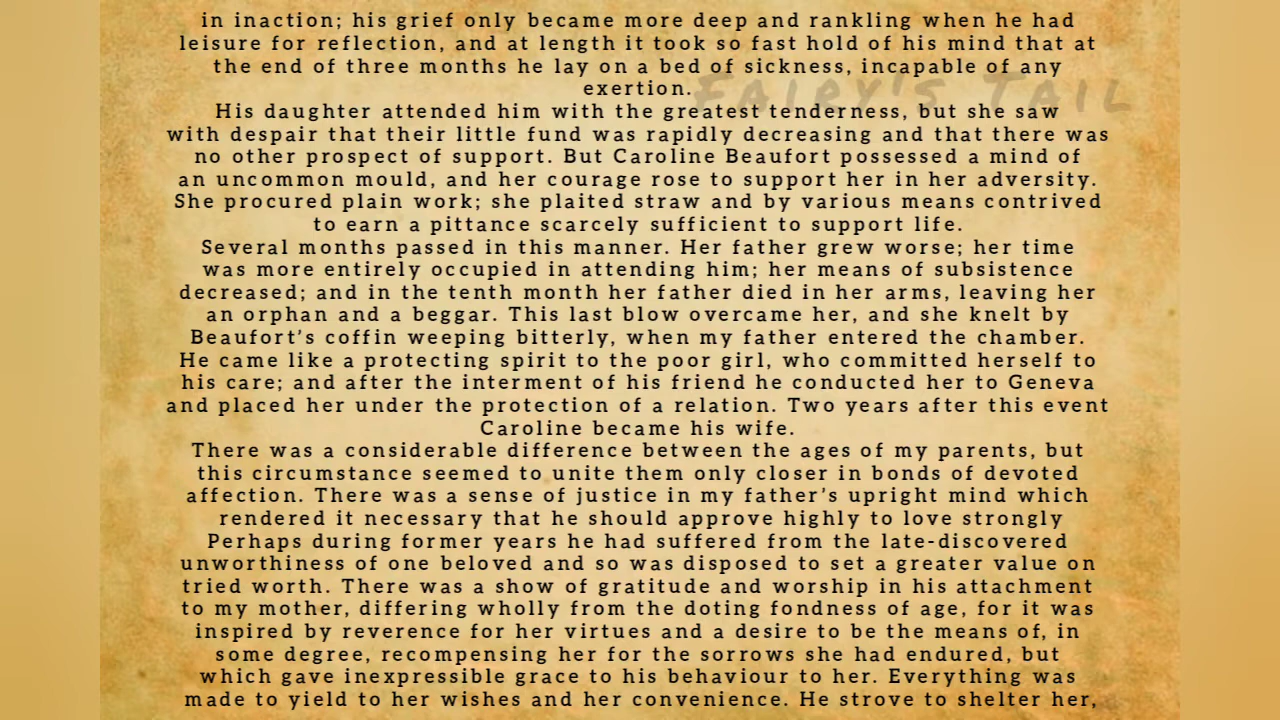 in inaction; his grief only became more deep and rankling when he had
leisure for reflection, and at length it took so fast hold of his mind that at
the end of three months he lay on a bed of sickness, incapable of any
exertion.
Fairy's Tail
His daughter attended him with the greatest tenderness, but she saw
with despair that their little fund was rapidly decreasing and that there was
no other prospect of support. But Caroline Beaufort possessed a mind of
an uncommon mould, and her courage rose to support her in her adversity.
She procured plain work; she plaited straw and by various means contrived
to earn a pittance scarcely sufficient to support life.
Several months passed in this manner. Her father grew worse; her time
was more entirely occupied in attending him; her means of subsistence
decreased; and in the tenth month her father died in her arms, leaving her
an orphan and a beggar. This last blow overcame her, and she knelt by
Beaufort’s coffin weeping bitterly, when my father entered the chamber.
He came like a protecting spirit to the poor girl, who committed herself to
his care; and after the interment of his friend he conducted her to Geneva
and placed her under the protection of a relation. Two years after this event
Caroline became his wife.
There was a considerable difference between the ages of my parents, but
this circumstance seemed to unite them only closer in bonds of devoted
affection. There was a sense of justice in my father’s upright mind which
rendered it necessary that he should approve highly to love strongly
Perhaps during former years he had suffered from the late-discovered
unworthiness of one beloved and so was disposed to set a greater value on
tried worth. There was a show of gratitude and worship in his attachment
to my mother, differing wholly from the doting fondness of age, for it was
inspired by reverence for her virtues and a desire to be the means of, in
some degree, recompensing her for the sorrows she had endured, but
which gave inexpressible grace to his behaviour to her. Everything was
made to yield to her wishes and her convenience. He strove to shelter her,